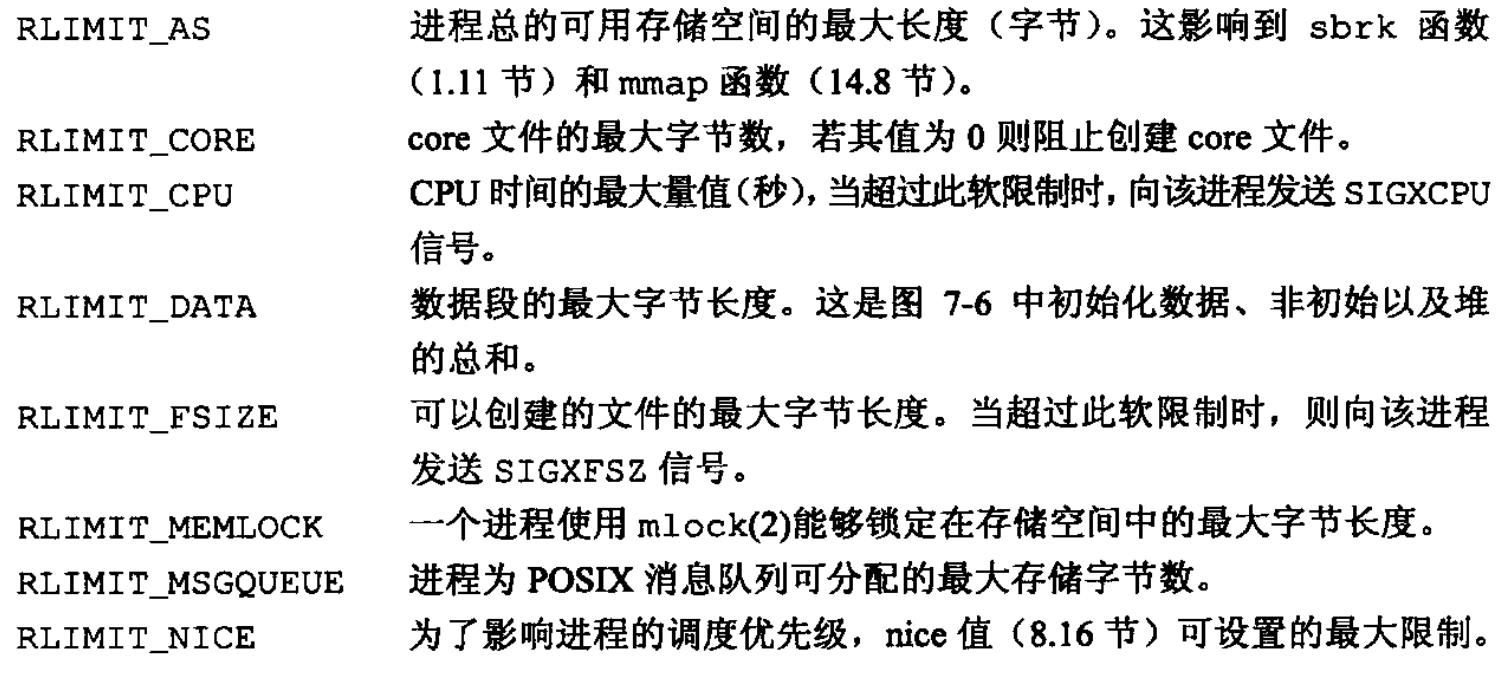 RLIMIT_AS 进程总的可用存储空间的最大长度（字节）。这影响到 sbrk 函数
（1.11 节）和 mmap 函数（14.8 节）。
RLIMIT_CORE core 文件的最大字节数，若其值为 0 则阻止创建 core 文件。
RLIMIT_CPU CPU 时间的最大量值（秒），当超过此软限制时，向该进程发送 SIGXCPU
信号。
RLIMIT_DATA 数据段的最大字节长度。这是图 7-6 中初始化数据、非初始以及堆
的总和。
RLIMIT_FSIZE 可以创建的文件的最大字节长度。当超过此软限制时，则向该进程
发送 SIGXFSZ 信号。
RLIMIT_MEMLOCK 一个进程使用 mlock(2)能够锁定在存储空间中的最大字节长度。
RLIMIT_MSGQUEUE 进程为 POSIX 消息队列可分配的最大存储字节数。
RLIMIT_NICE 为了影响进程的调度优先级，nice 值（8.16 节）可设置的最大限制。